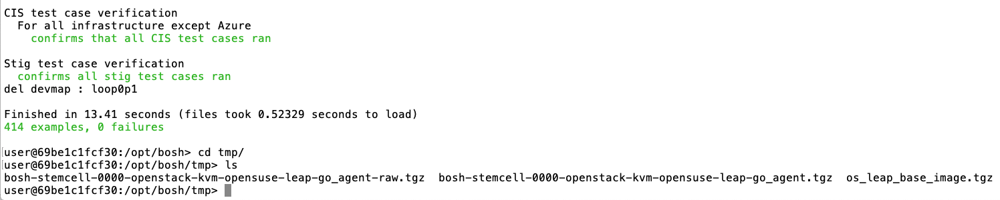 CIS test case verification
For all infrastructure except Azure
confirms that all CIS test cases ran
Stig test case verification
confirms all stig test cases ran
del devmap : loop0p1
Finished in 13.41 seconds (files took 0.52329 seconds to load)
414 examples, 0 failures
user@69be1c1fcf30:/opt/bosh> cd tmp/
user@69be1c1fcf30:/opt/bosh/tmp> ls
bosh-stemcell-0000-openstack-kvm-opensuse-leap-go_agent-raw.tgz  bosh-stemcell-0000-openstack-kvm-opensuse-leap-go_agent.tgz  os_leap_base_image.tgz
user@69be1c1fcf30:/opt/bosh/tmp>